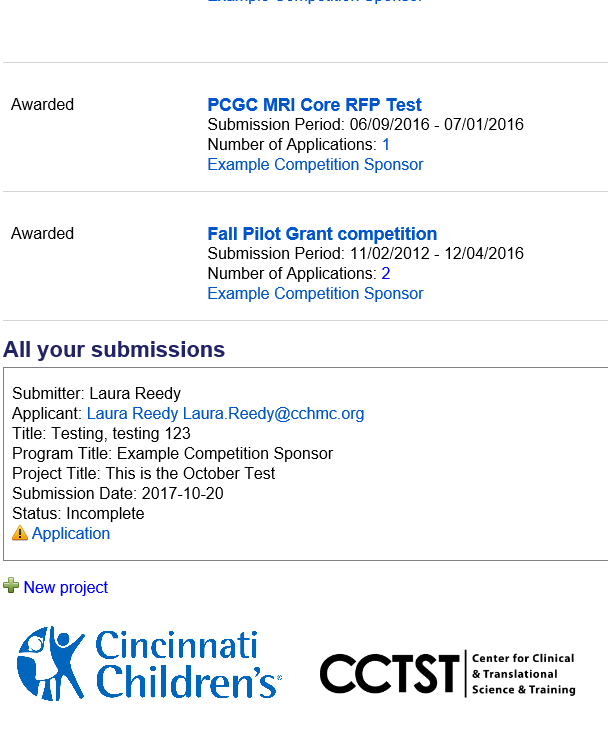 Example Competition Sponsor
Awarded
PCGC MRI Core RFP Test
Submission Period: 06/09/2016 - 07/01/2016
Number of Applications: 1
Example Competition Sponsor
Awarded
Fall Pilot Grant competition
Submission Period: 11/02/2012 - 12/04/2016
Number of Applications: 2
Example Competition Sponsor
All your submissions
Submitter: Laura Reedy
Applicant: Laura Reedy Laura.Reedy@cchmc.org
Title: Testing, testing 123
Program Title: Example Competition Sponsor
Project Title: This is the October Test
Submission Date: 2017-10-20
Status: Incomplete
Application
New project
Cincinnati
Children's
CCTST
Center for Clinical
& Translational
Science & Training